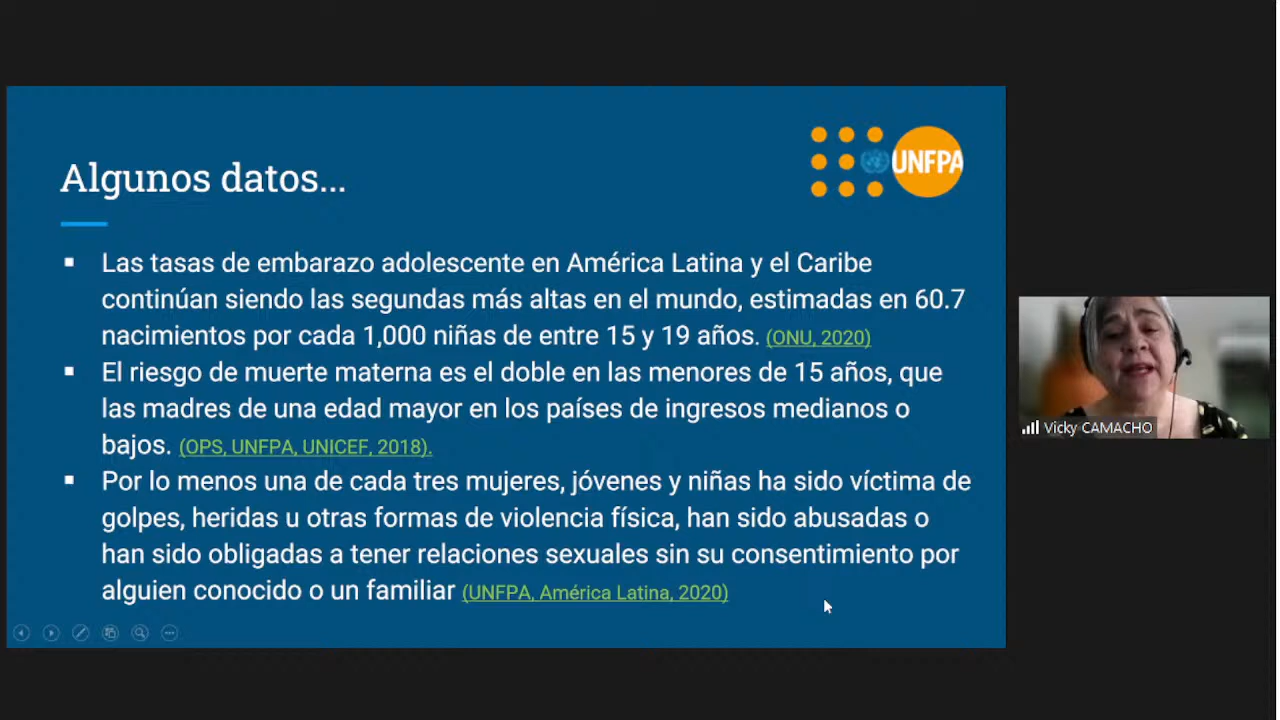 Algunos datos...
UNFPA
▪ Las tasas de embarazo adolescente en América Latina y el Caribe
continúan siendo las segundas más altas en el mundo, estimadas en 60.7
nacimientos por cada 1,000 niñas de entre 15 y 19 años. (ONU, 2020)
▪ El riesgo de muerte materna es el doble en las menores de 15 años, que
las madres de una edad mayor en los países de ingresos medianos o
bajos. (OPS, UNFPA, UNICEF, 2018).
▪ Por lo menos una de cada tres mujeres, jóvenes y niñas ha sido víctima de
golpes, heridas u otras formas de violencia física, han sido abusadas o
han sido obligadas a tener relaciones sexuales sin su consentimiento por
alguien conocido o un familiar (UNFPA, América Latina, 2020)
Vicky CAMACHO